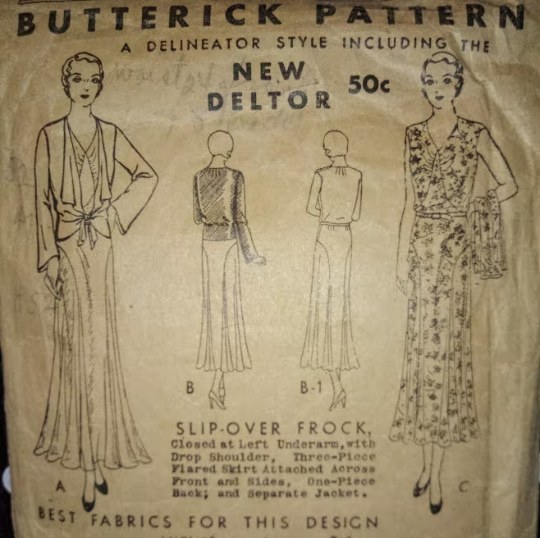 BUTTERICK PATTERN
A DELINEATOR STYLE INCLUDING THE
NEW
DELTOR
50c
B
B-1
SLIP-OVER FROCK,
Closed at Left Underarm, with
Drop Shoulder, Three-Piece
Flared Skirt Attached Across
Front and Sides, One-Piece
Back; and Separate Jacket.
A
C
BEST FABRICS FOR THIS DESIGN